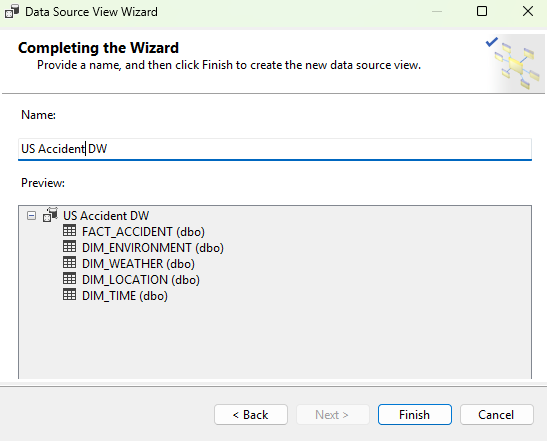 Data Source View Wizard
Completing the Wizard
Provide a name, and then click Finish to create the new data source view.
Name:
US Accident DW
Preview:
US Accident DW
FACT_ACCIDENT (dbo)
DIM_ENVIRONMENT (dbo)
DIM_WEATHER (dbo)
DIM_LOCATION (dbo)
DIM_TIME (dbo)
< Back Next > Finish Cancel